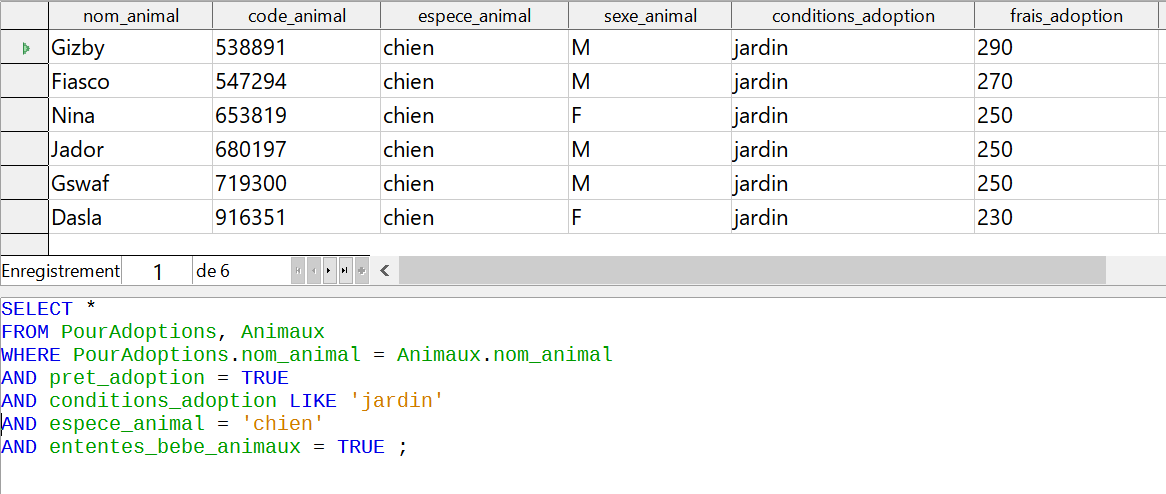 nom_animal code_animal espece_animal sexe_animal conditions_adoption frais_adoption
Gizby 538891 chien M jardin 290
Fiasco 547294 chien M jardin 270
Nina 653819 chien F jardin 250
Jador 680197 chien M jardin 250
Gswaf 719300 chien M jardin 250
Dasla 916351 chien F jardin 230
Enregistrement 1 de 6
SELECT *
FROM PourAdoptions, Animaux
WHERE PourAdoptions.nom_animal = Animaux.nom_animal
AND pret_adoption = TRUE
AND conditions_adoption LIKE 'jardin'
AND espece_animal = 'chien'
AND ententes_bebe_animaux = TRUE ;